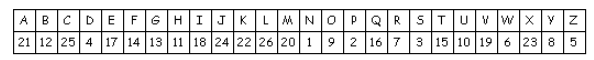 A B C D E F G H I J K L M N O P Q R S T U V W X Y Z
21 12 25 4 17 14 13 11 18 24 22 26 20 1 9 2 16 7 3 15 10 19 6 23 8 5